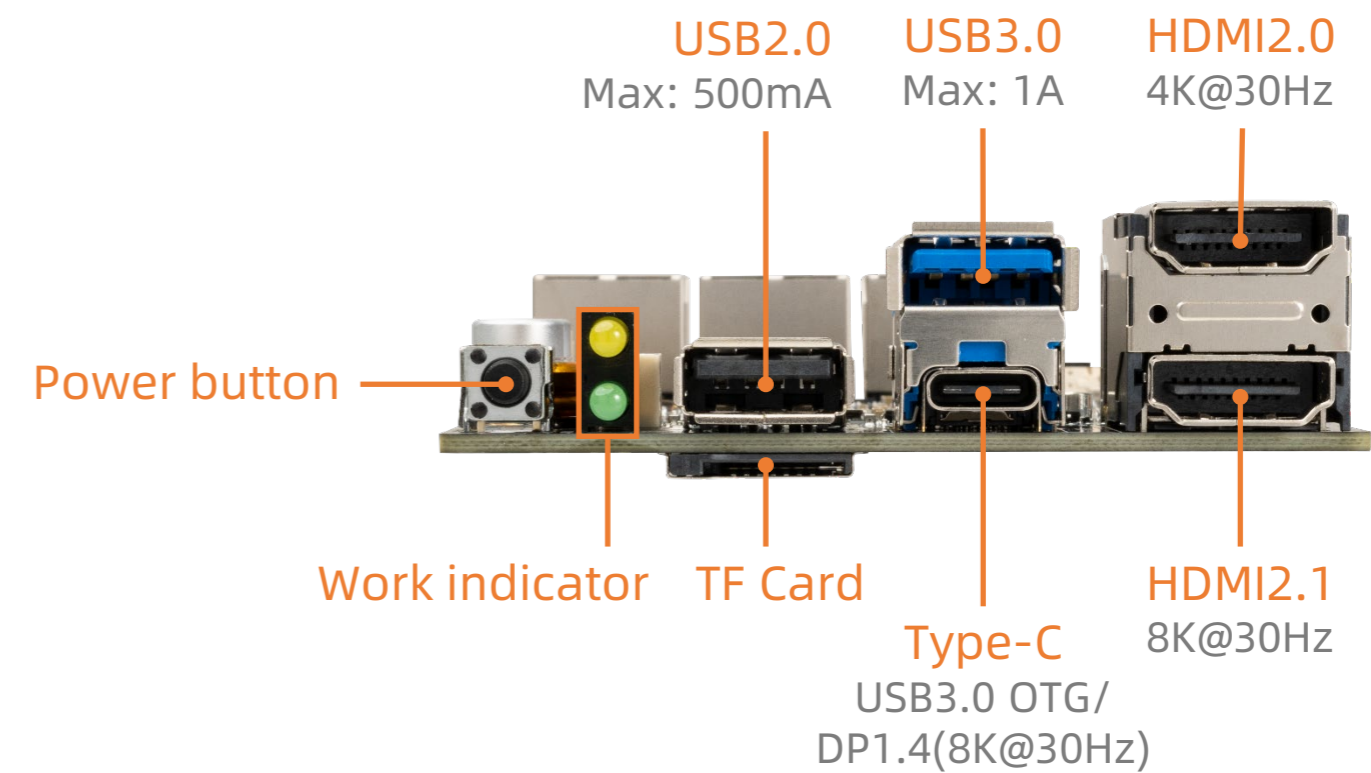 USB2.0
Max: 500mA
USB3.0
Max: 1A
HDMI2.0
4K@30Hz
Power button
Work indicator
TF Card
Type-C
USB3.0 OTG/
DP1.4(8K@30Hz)
HDMI2.1
8K@30Hz